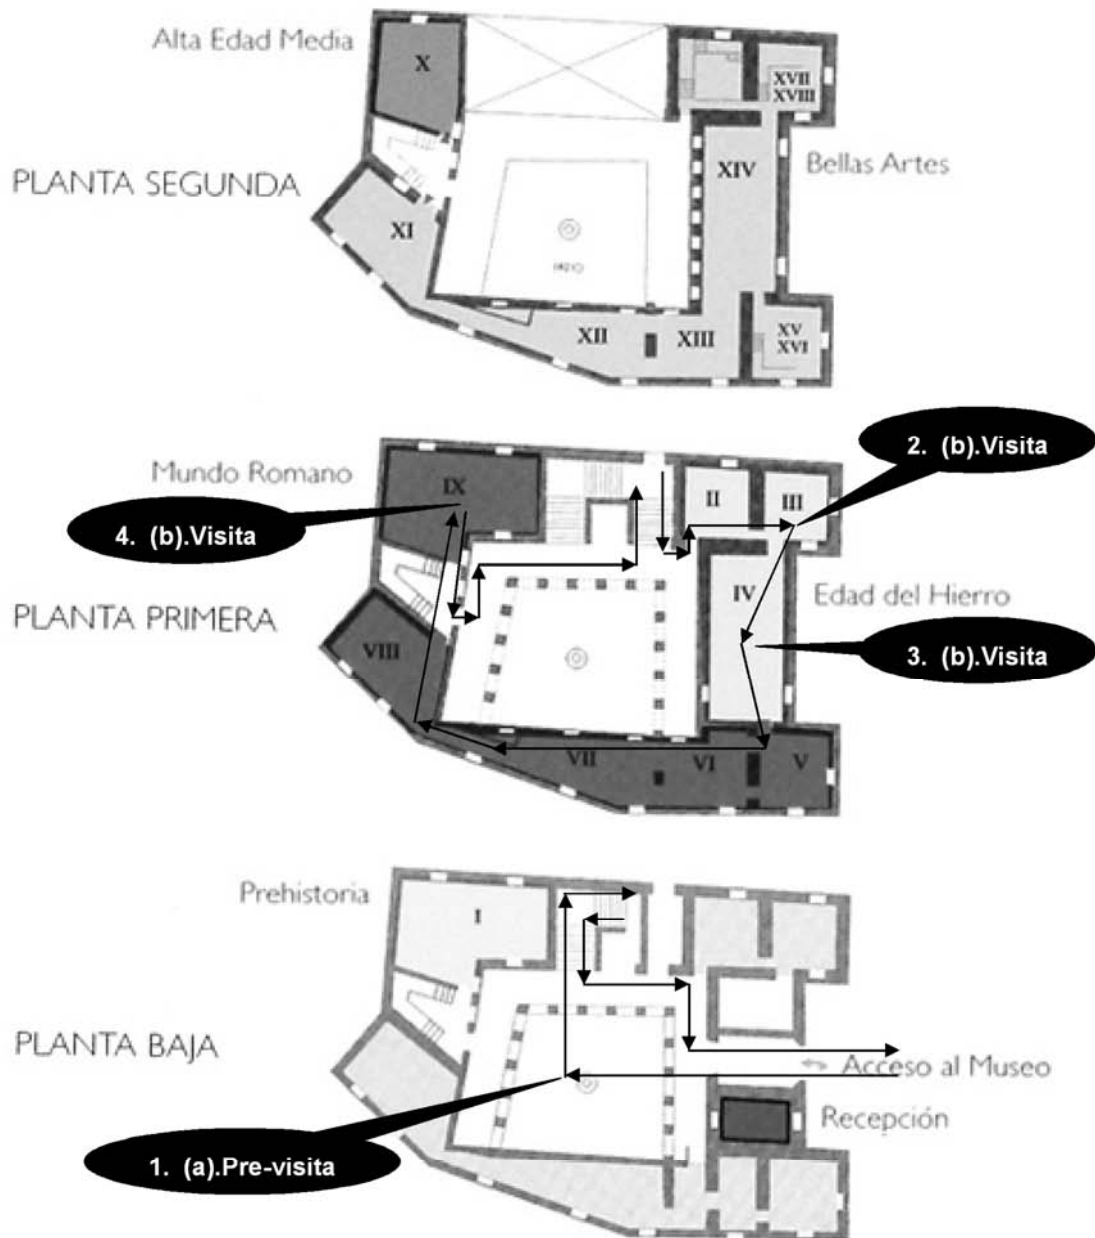 Alta Edad Media
X
XVII
XVIII
XIV
Bellas Artes
PLANTA SEGUNDA
XI
PATIO
XII
XIII
XV
XVI
2. (b).Visita
Mundo Romano
IX
II
III
4. (b).Visita
IV
Edad del Hierro
PLANTA PRIMERA
VIII
3. (b).Visita
VII
VI
V
Prehistoria
I
PLANTA BAJA
Acceso al Museo
Recepción
1. (a).Pre-visita